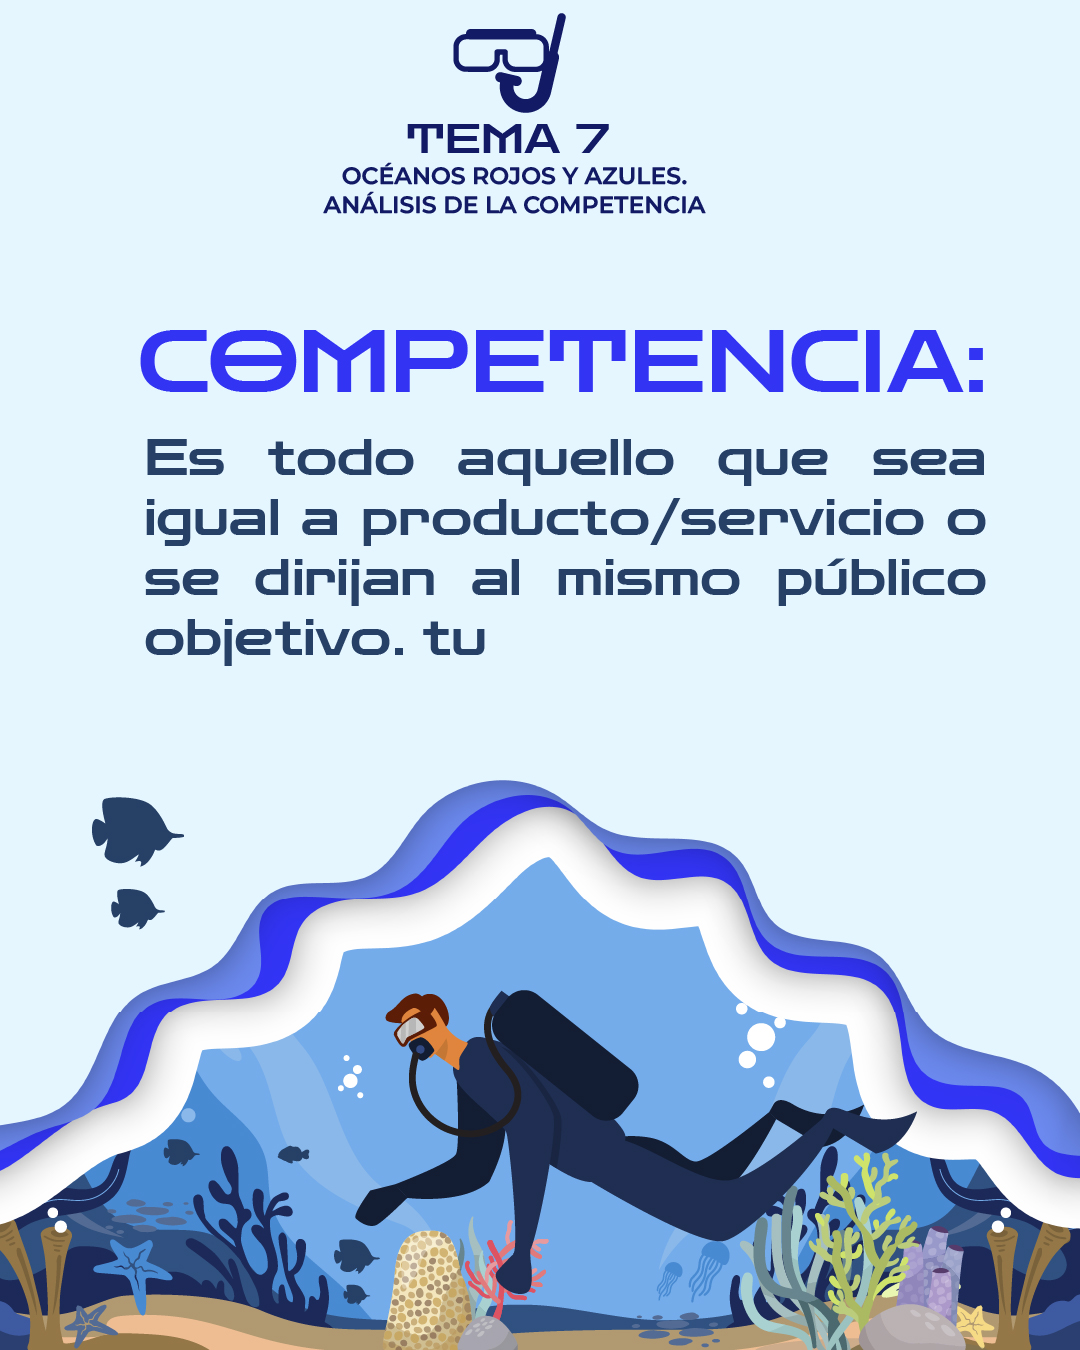 TEMA 7
OCÉANOS ROJOS Y AZULES.
ANÁLISIS DE LA COMPETENCIA
COMPETENCIA:
Es todo aquello que sea
igual a producto/servicio o
se dirijan al mismo público
objetivo. tu